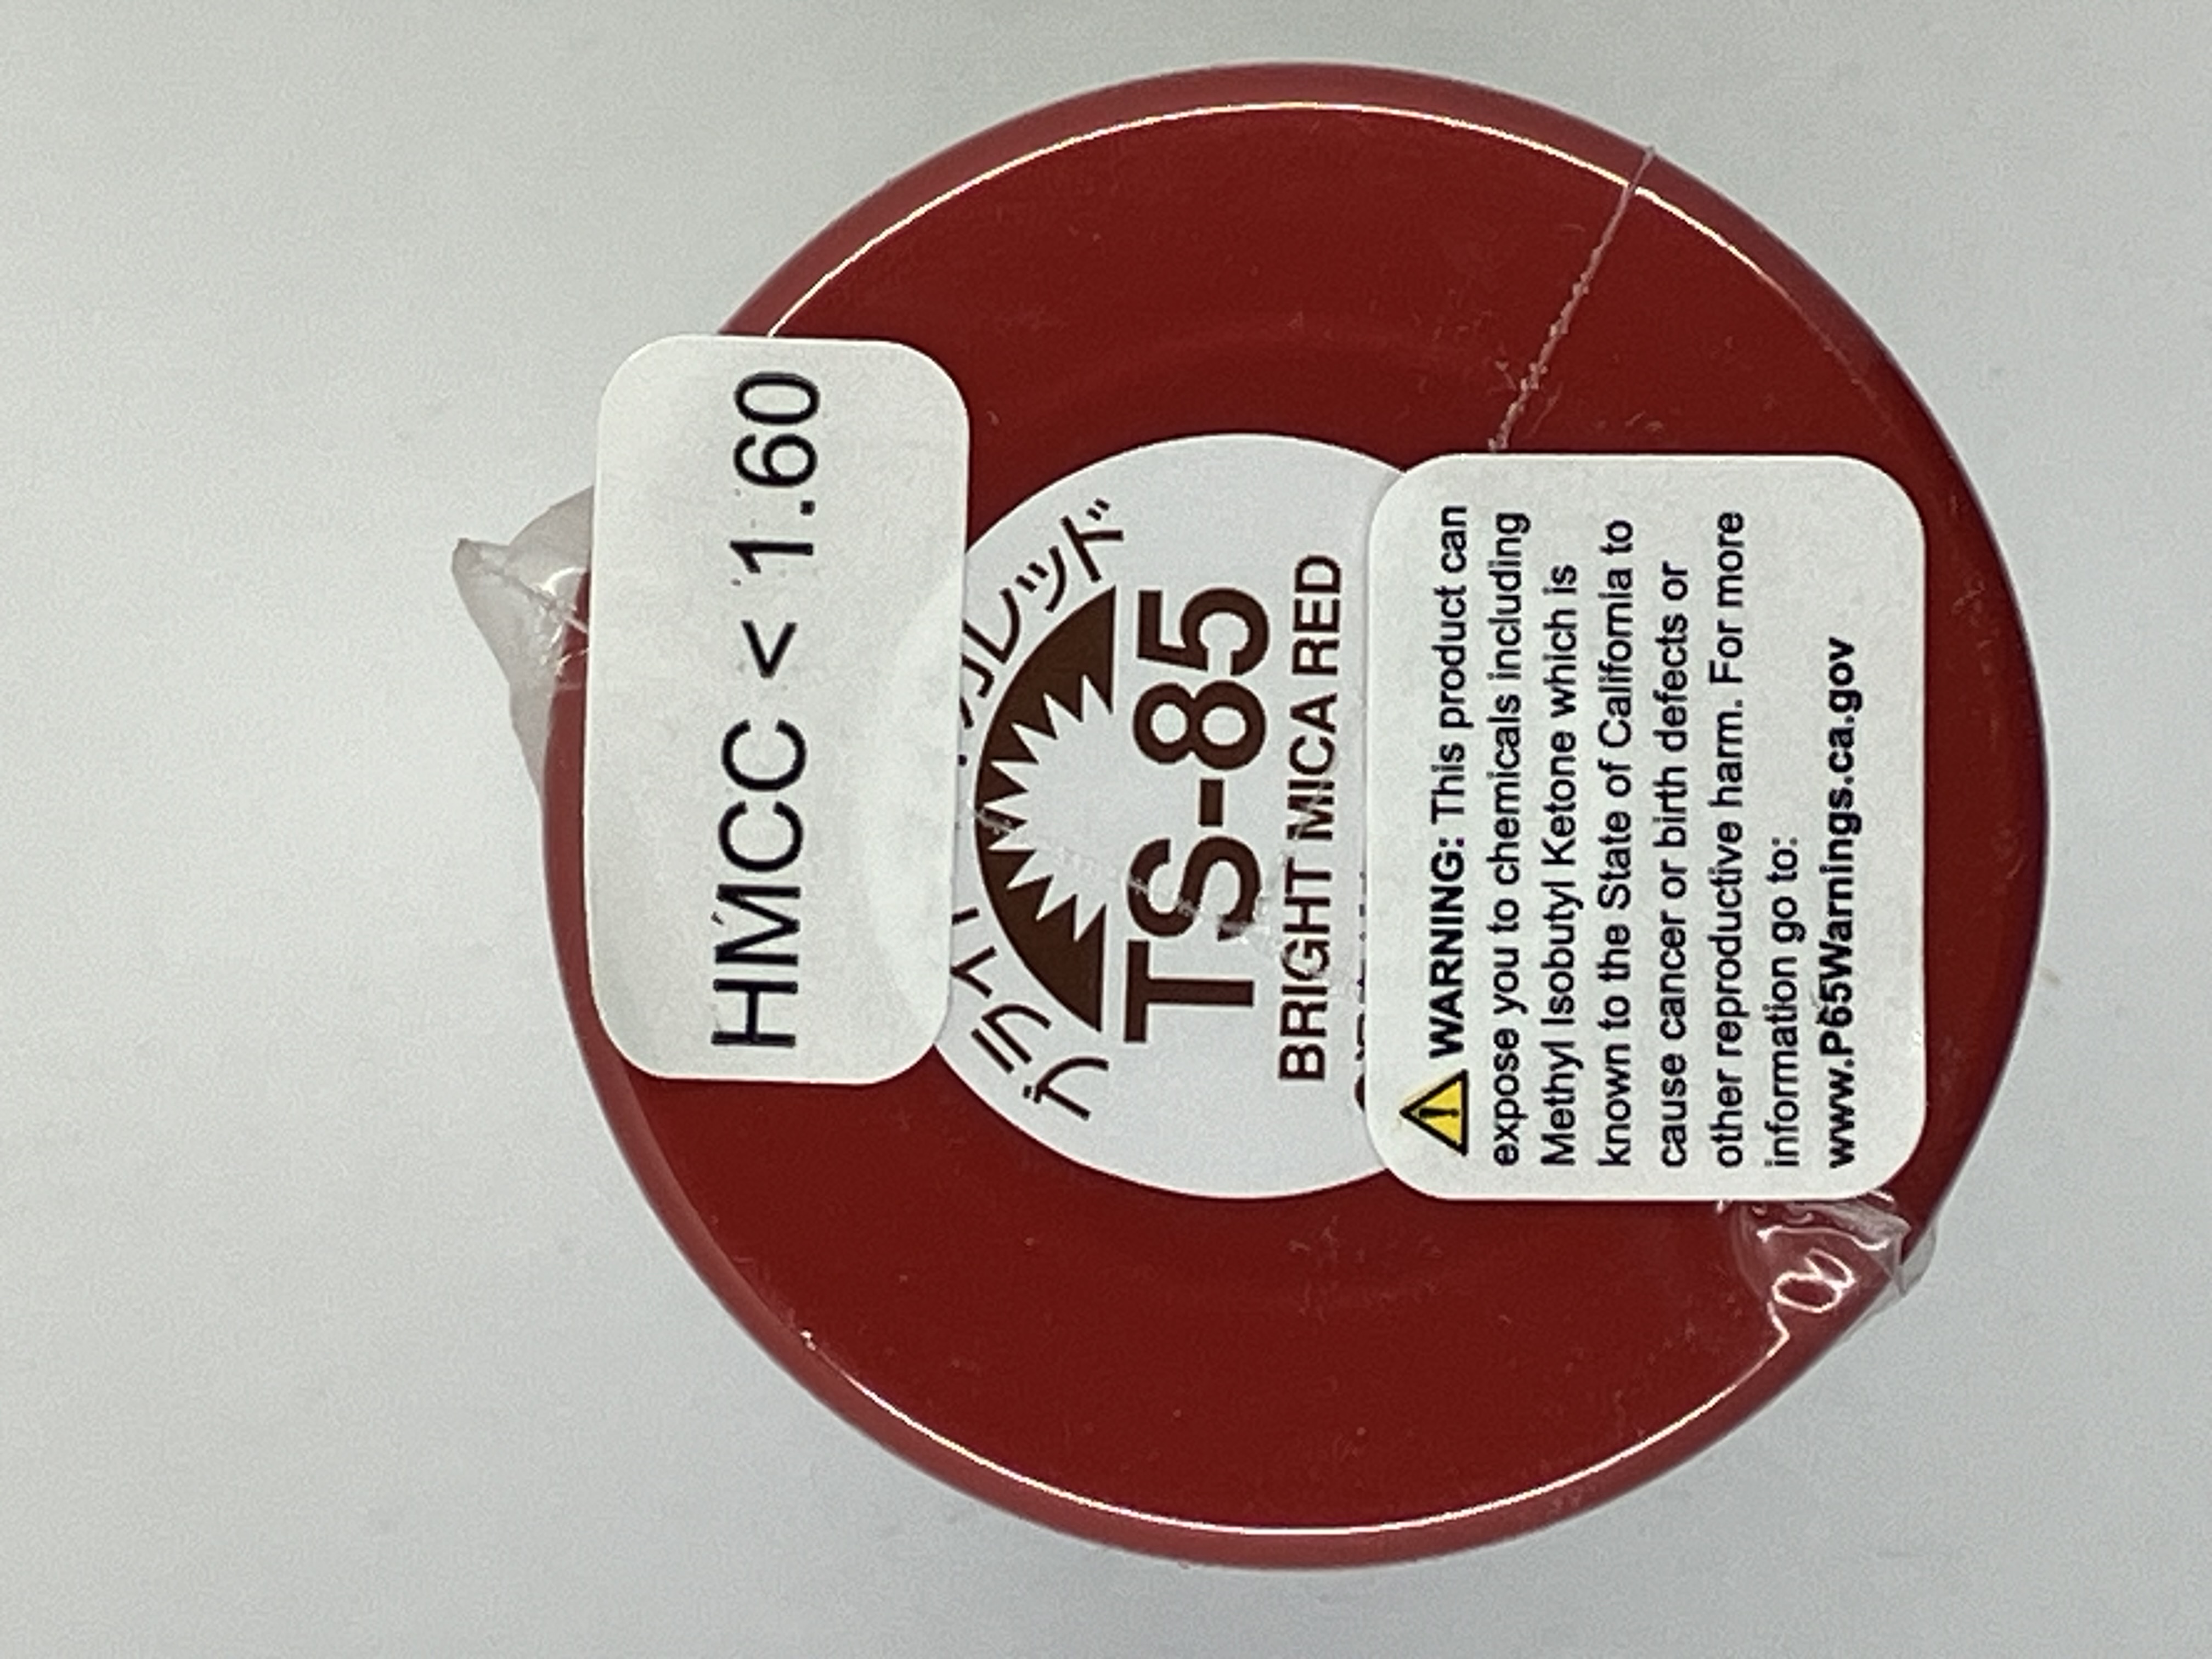 HMCC < 1.60
ブライト カレッド
TS-85
BRIGHT MICA RED
WARNING: This product can
expose you to chemicals including
Methyl Isobutyl Ketone which is
known to the State of California to
cause cancer or birth defects or
other reproductive harm. For more
information go to:
www.P65Warnings.ca.gov